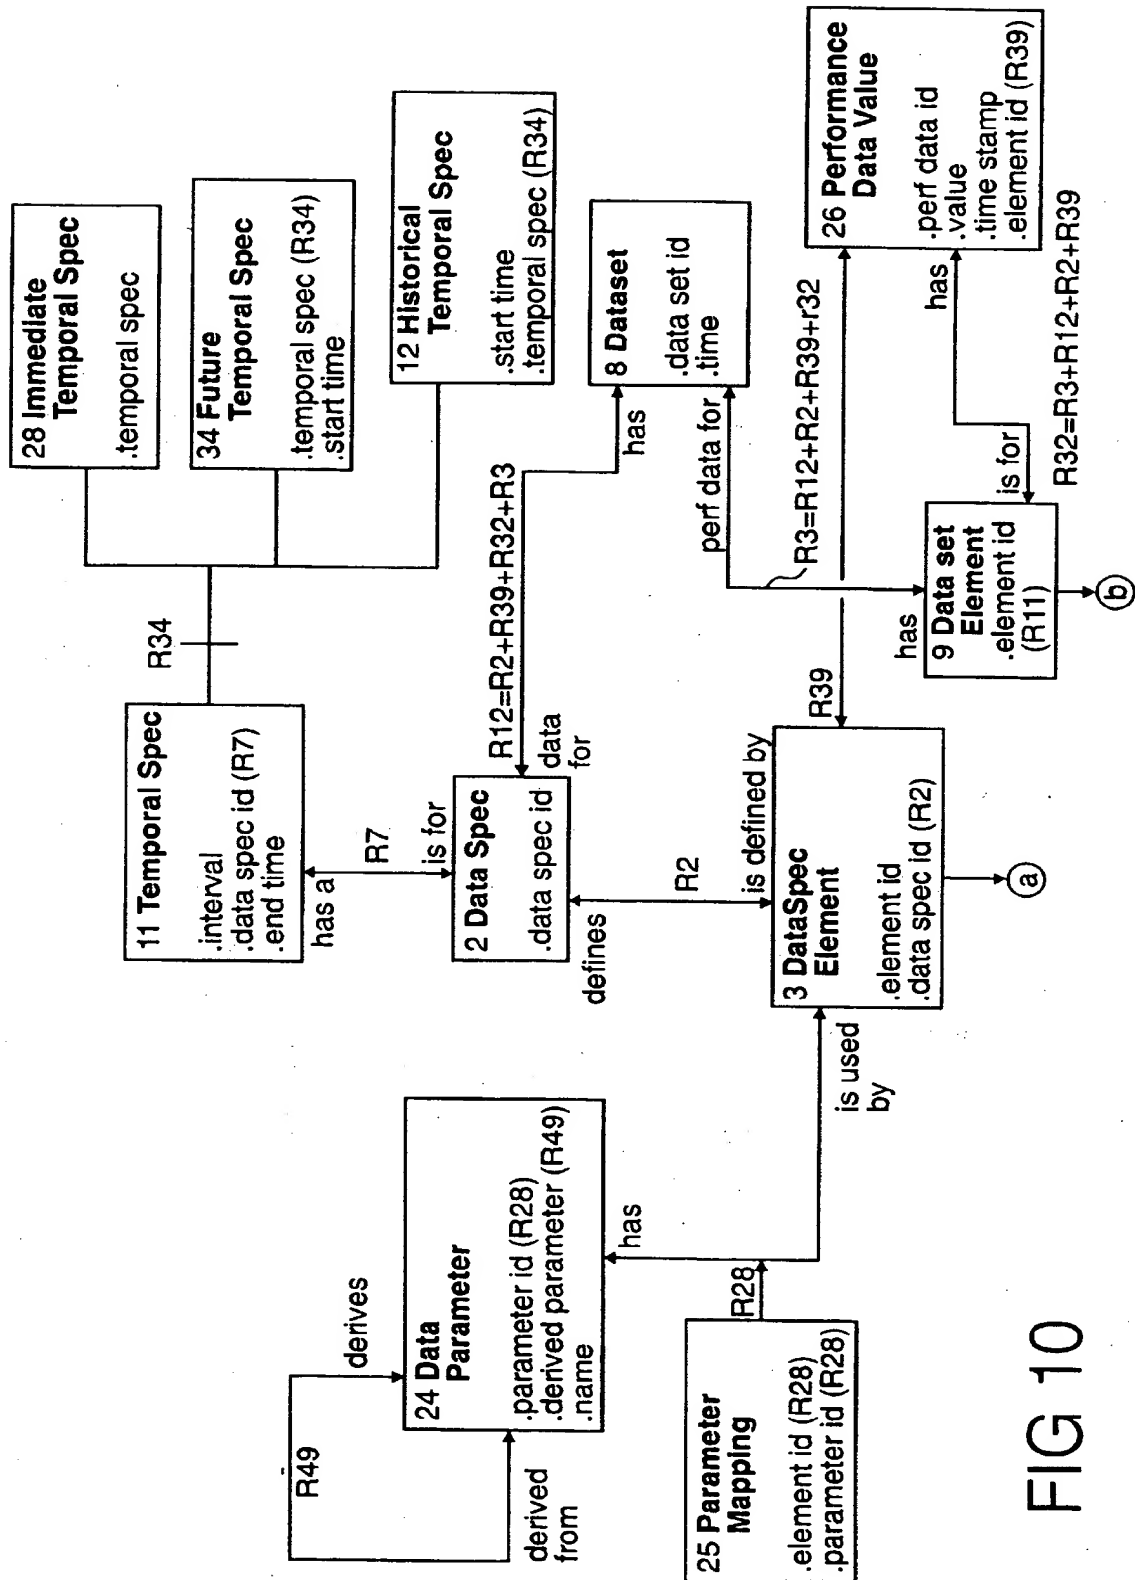 28 Immediate
Temporal Spec
.temporal spec
34 Future
Temporal Spec
.temporal spec (R34)
.start time
12 Historical
Temporal Spec
.start time
.temporal spec (R34)
R34
11 Temporal Spec
.interval
.data spec id (R7)
.end time
has a
R7
is for
2 Data Spec
.data spec id
R12=R2+R39+R32+R3
data
for
has
8 Dataset
.data set id
.time
perf data for
R3=R12+R2+R39+r32
26 Performance
Data Value
.perf data id
.value
.time stamp
.element id (R39)
has
is for
R32=R3+R12+R2+R39
has
9 Data set
Element
.element id
(R11)
b
R39
defines
R2
is defined by
3 DataSpec
Element
.element id
.data spec id (R2)
a
is used
by
R49
derives
derived
from
24 Data
Parameter
.parameter id (R28)
.derived parameter (R49)
.name
has
R28
25 Parameter
Mapping
.element id (R28)
.parameter id (R28)
FIG 10